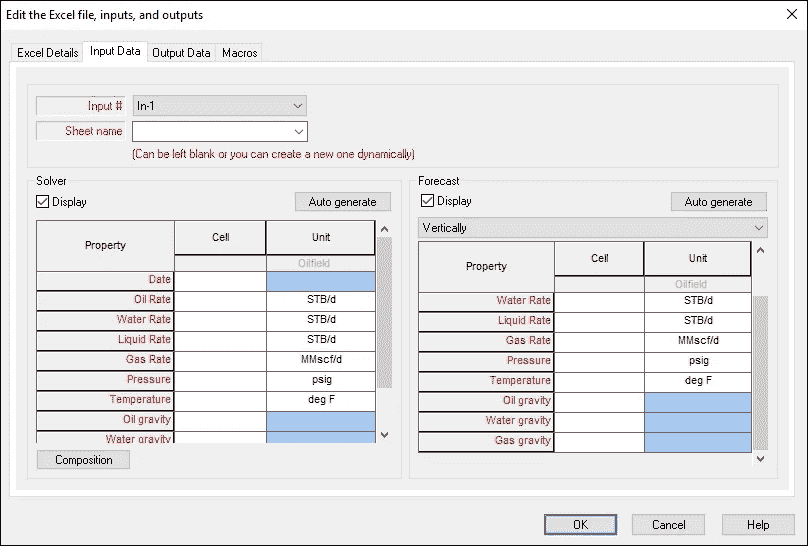 Edit the Excel file, inputs, and outputs
Excel Details Input Data Output Data Macros
Input # In-1
Sheet name
(Can be left blank or you can create a new one dynamically)
Solver
Display Auto generate
Property Cell Unit
Oilfield
Date
Oil Rate STB/d
Water Rate STB/d
Liquid Rate STB/d
Gas Rate MMscf/d
Pressure psig
Temperature deg F
Oil gravity
Water gravity
Composition
Forecast
Display Auto generate
Vertically
Property Cell Unit
Oilfield
Water Rate STB/d
Liquid Rate STB/d
Gas Rate MMscf/d
Pressure psig
Temperature deg F
Oil gravity
Water gravity
Gas gravity
OK Cancel Help